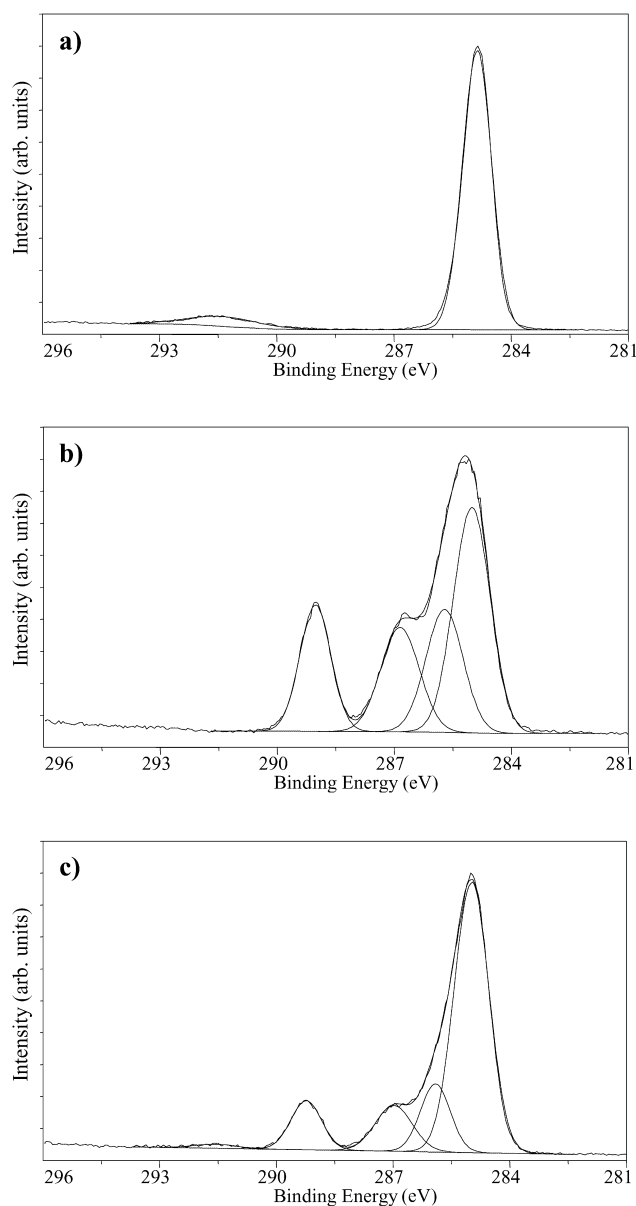 a)
Intensity (arb. units)
296 293 290 287 284 281
Binding Energy (eV)
b)
Intensity (arb. units)
296 293 290 287 284 281
Binding Energy (eV)
c)
Intensity (arb. units)
296 293 290 287 284 281
Binding Energy (eV)